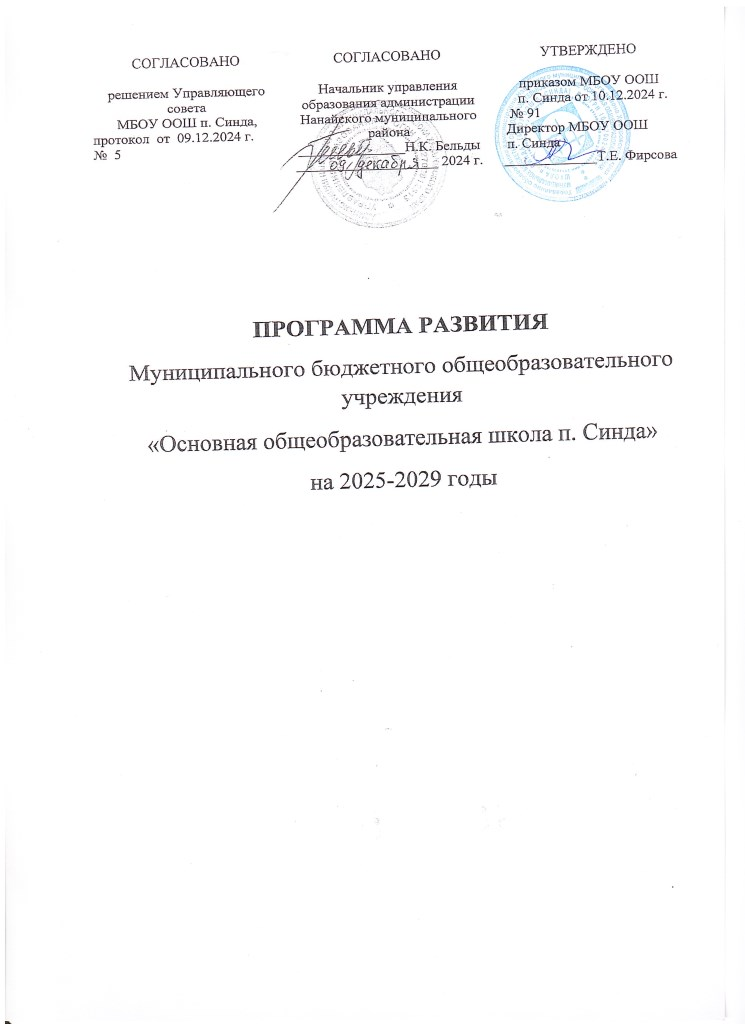 СОГЛАСОВАНО
решением Управляющего
совета
МБОУ ООШ п. Синда,
протокол от 09.12.2024 г.
№ 5
СОГЛАСОВАНО
Начальник управления
образования администрации
Нанайского муниципального
района
Н.К. Бельды
09 декабря 2024 г.
УТВЕРЖДЕНО
приказом МБОУ ООШ
п. Синда от 10.12.2024 г.
№ 91
Директор МБОУ ООШ
п. Синда
Т.Е. Фирсова
ПРОГРАММА РАЗВИТИЯ
Муниципального бюджетного общеобразовательного
учреждения
«Основная общеобразовательная школа п. Синда»
на 2025-2029 годы